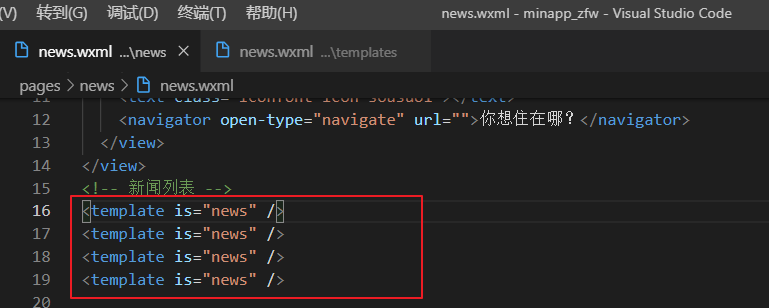 V) 转到(G) 调试(D) 终端(T) 帮助(H) news.wxml - minapp_zfw - Visual Studio Code
news.wxml ...\news × news.wxml ...\templates
pages > news > news.wxml
12 <navigator open-type="navigate" url="">你想住在哪?</navigator>
13 </view>
14 </view>
15 <!-- 新闻列表 -->
16 <template is="news" />
17 <template is="news" />
18 <template is="news" />
19 <template is="news" />
20